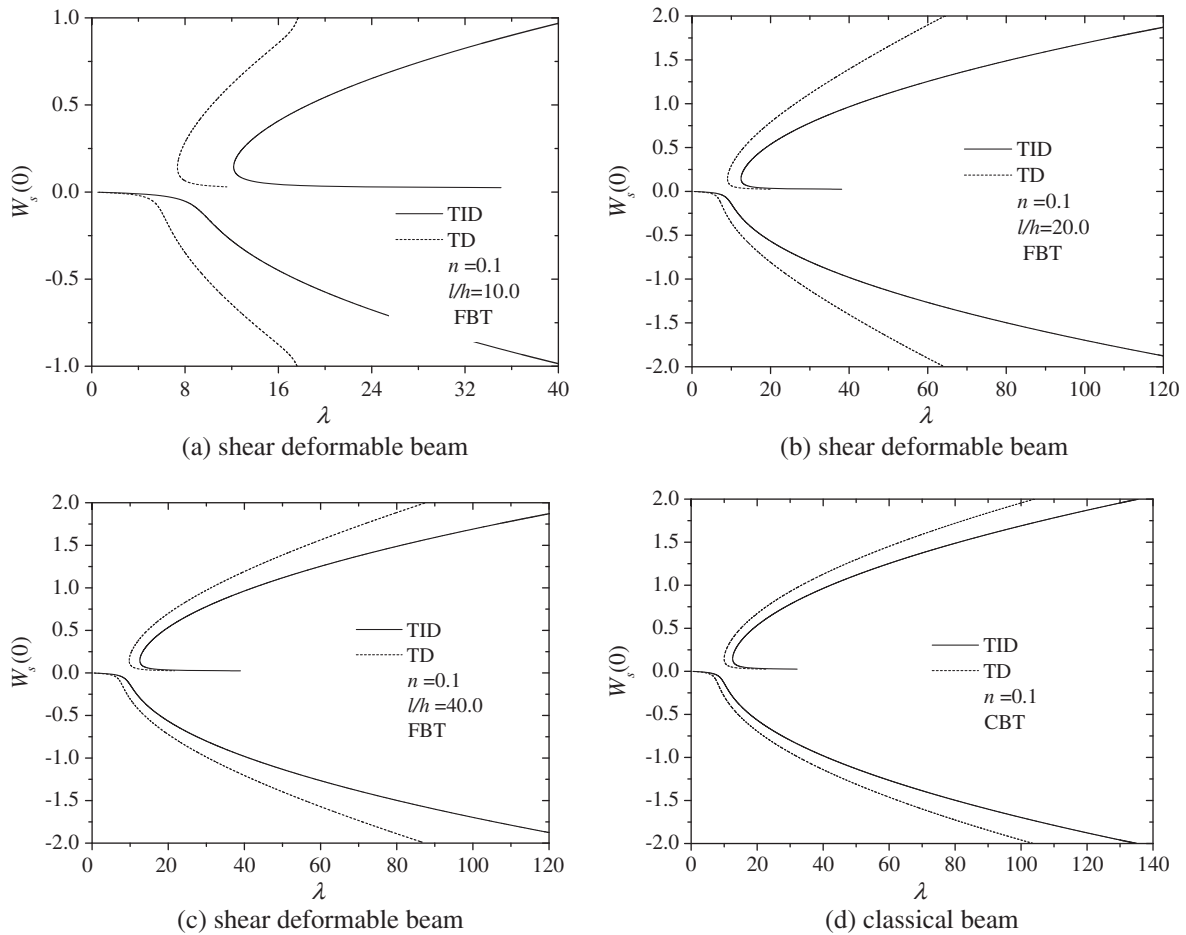 1.0
0.5
0.0
-0.5
-1.0
W_s(0)
TID
TD
n =0.1
l/h=10.0
FBT
0 8 16 24 32 40
λ
(a) shear deformable beam
2.0
1.5
1.0
0.5
0.0
-0.5
-1.0
-1.5
-2.0
W_s(0)
TID
TD
n =0.1
l/h=20.0
FBT
0 20 40 60 80 100 120
λ
(b) shear deformable beam
2.0
1.5
1.0
0.5
0.0
-0.5
-1.0
-1.5
-2.0
W_s(0)
TID
TD
n =0.1
l/h =40.0
FBT
0 20 40 60 80 100 120
λ
(c) shear deformable beam
2.0
1.5
1.0
0.5
0.0
-0.5
-1.0
-1.5
-2.0
W_s(0)
TID
TD
n =0.1
CBT
0 20 40 60 80 100 120 140
λ
(d) classical beam